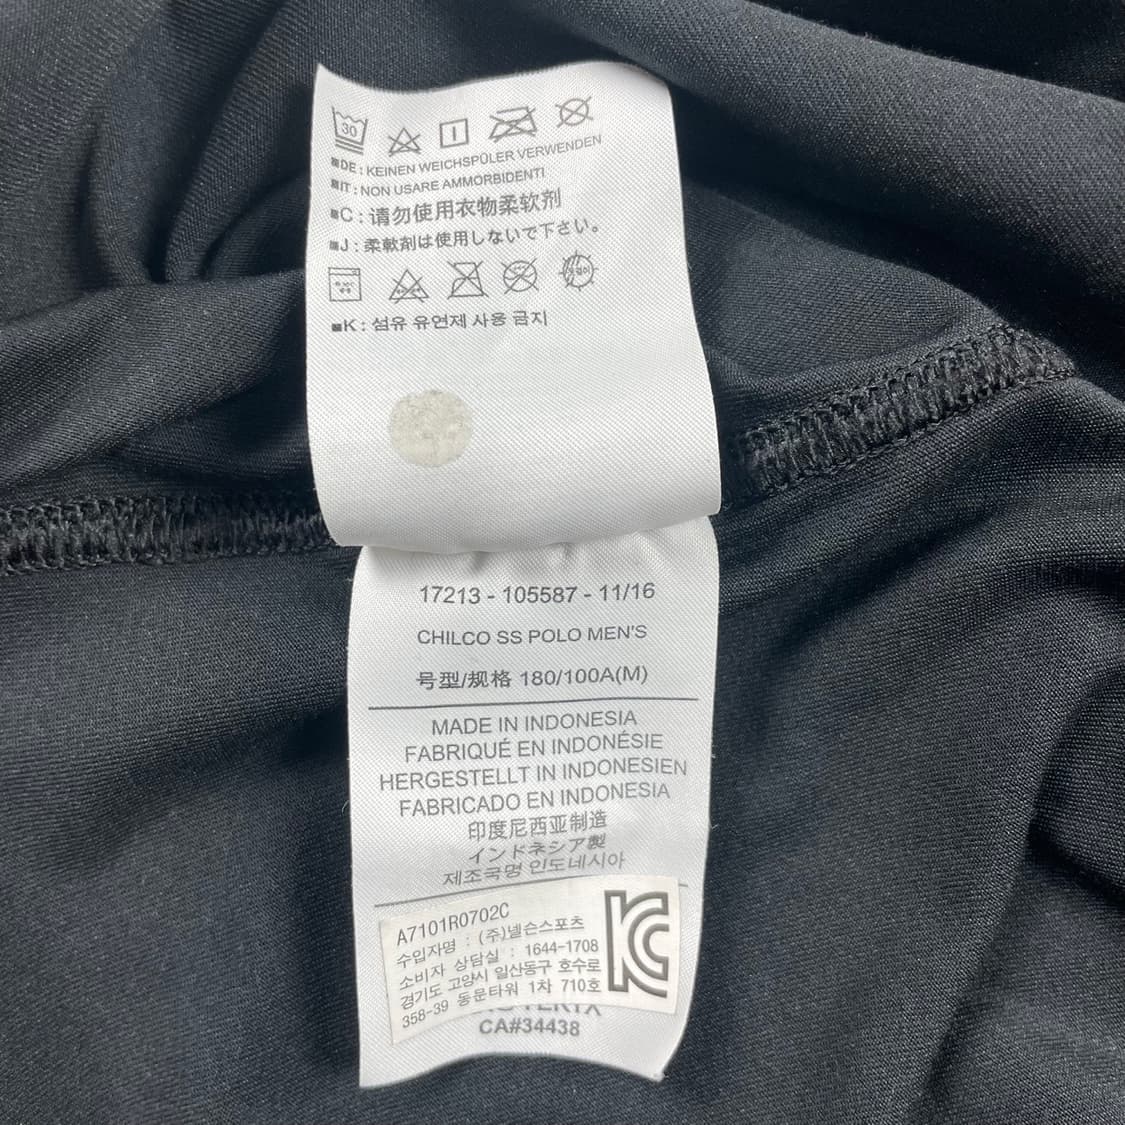 30
■DE : KEINEN WEICHSPÜLER VERWENDEN
■IT : NON USARE AMMORBIDENTI
■C : 请勿使用衣物柔软剂
■J : 柔軟剤は使用しないで下さい。
■K : 섬유 유연제 사용 금지
17213 - 105587 - 11/16
CHILCO SS POLO MEN'S
号型/规格 180/100A(M)
MADE IN INDONESIA
FABRIQUÉ EN INDONÉSIE
HERGESTELLT IN INDONESIEN
FABRICADO EN INDONESIA
印度尼西亚制造
インドネシア製
제조국명 인도네시아
A7101R0702C
수입자명 : (주)넬슨스포츠
소비자 상담실 : 1644-1708
경기도 고양시 일산동구 호수로
358-39 동문타워 1차 710호
CA#34438